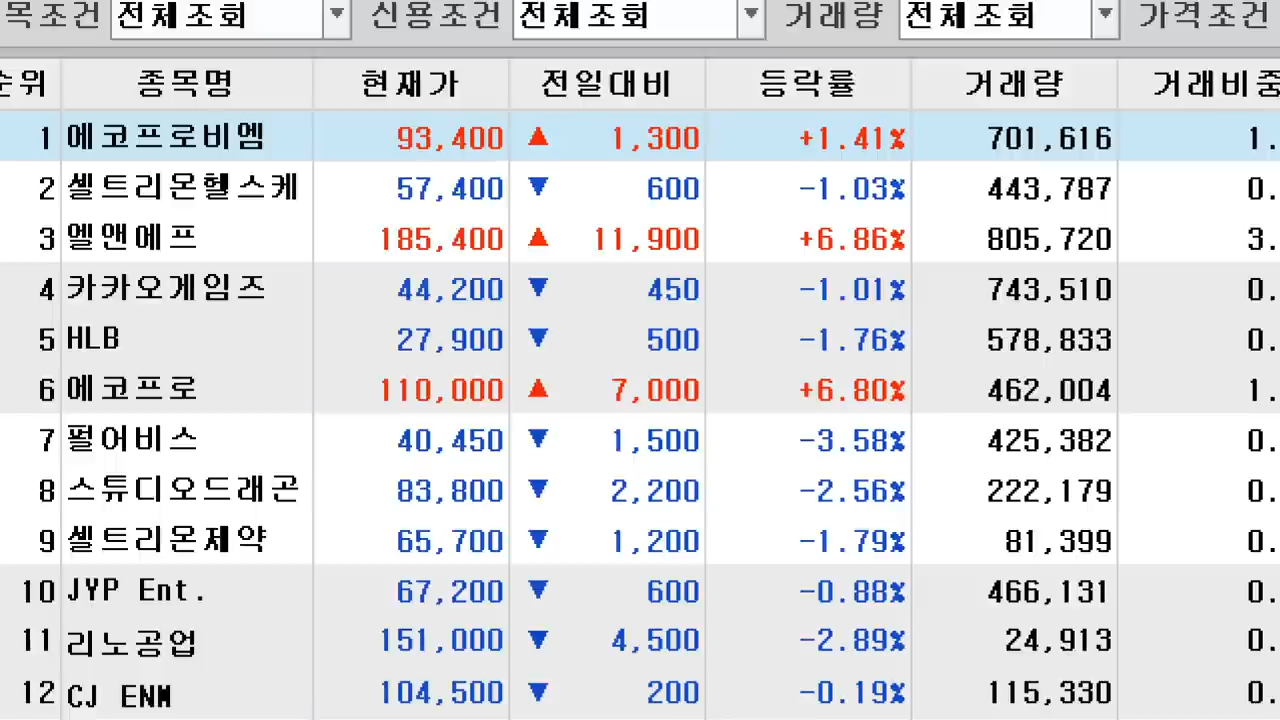 목조건 전체조회 신용조건 전체조회 거래량 전체조회 가격조건
순위 종목명 현재가 전일대비 등락률 거래량 거래비중
1 에코프로비엠 93,400 ▲ 1,300 +1.41% 701,616 1.
2 셀트리온헬스케 57,400 ▼ 600 -1.03% 443,787 0.
3 엘앤에프 185,400 ▲ 11,900 +6.86% 805,720 3.
4 카카오게임즈 44,200 ▼ 450 -1.01% 743,510 0.
5 HLB 27,900 ▼ 500 -1.76% 578,833 0.
6 에코프로 110,000 ▲ 7,000 +6.80% 462,004 1.
7 펄어비스 40,450 ▼ 1,500 -3.58% 425,382 0.
8 스튜디오드래곤 83,800 ▼ 2,200 -2.56% 222,179 0.
9 셀트리온제약 65,700 ▼ 1,200 -1.79% 81,399 0.
10 JYP Ent. 67,200 ▼ 600 -0.88% 466,131 0.
11 리노공업 151,000 ▼ 4,500 -2.89% 24,913 0.
12 CJ ENM 104,500 ▼ 200 -0.19% 115,330 0.